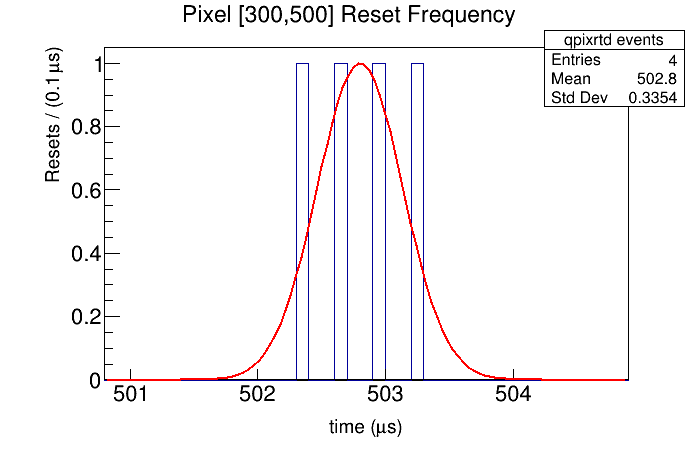 Pixel [300,500] Reset Frequency
qpixrtd events
Entries 4
Mean 502.8
Std Dev 0.3354
Resets / (0.1 μs)
1
0.8
0.6
0.4
0.2
0
501 502 503 504
time (μs)